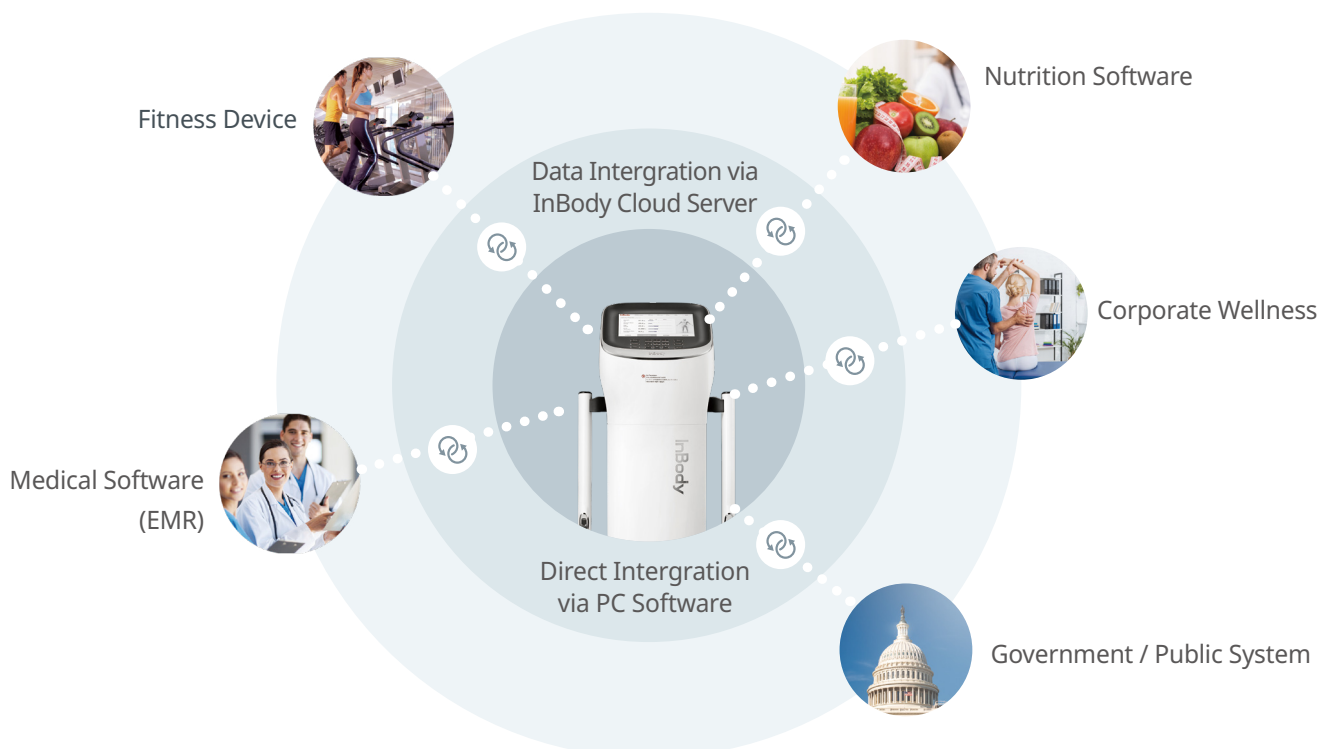 Nutrition Software
Fitness Device
Data Intergration via
InBody Cloud Server
Corporate Wellness
InBody
Medical Software
(EMR)
Direct Intergration
via PC Software
Government / Public System